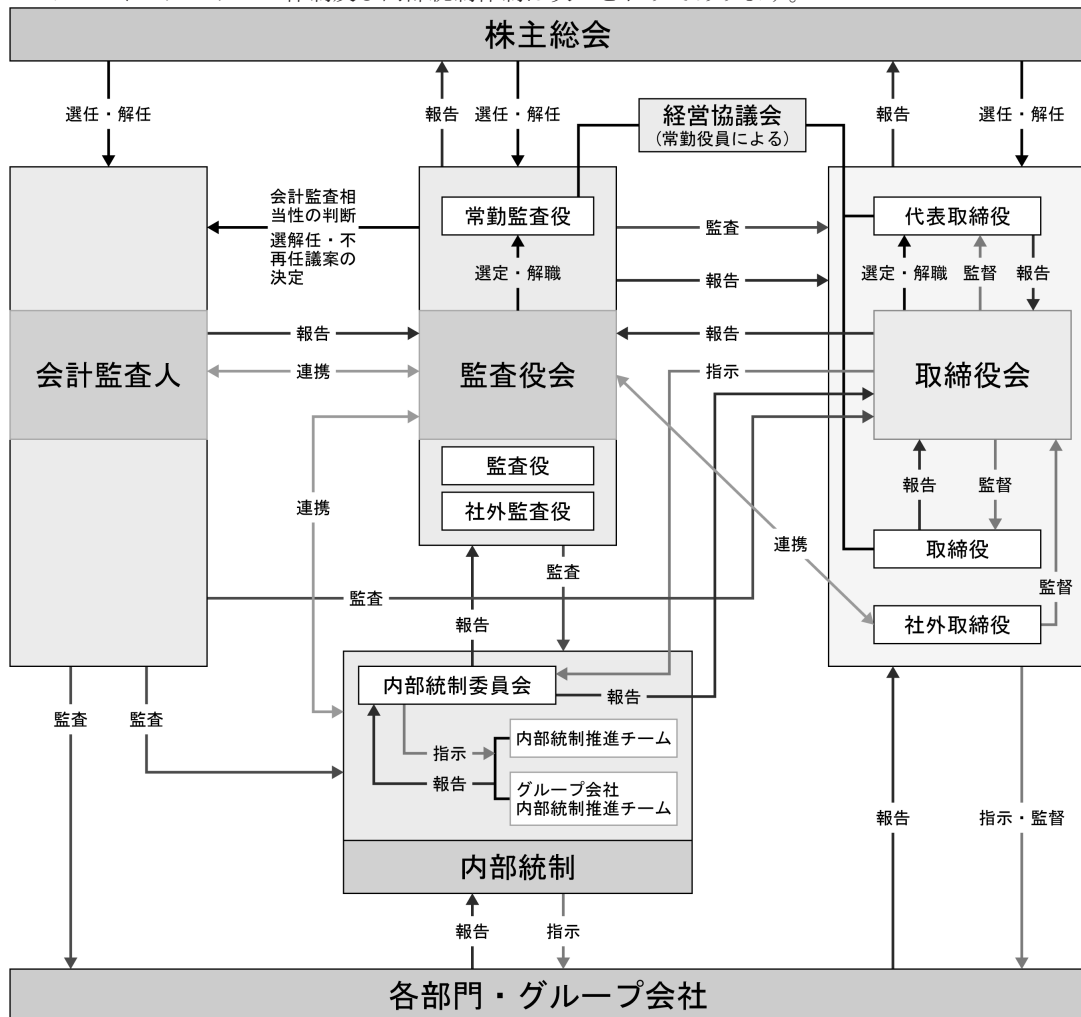 株主総会
選任・解任
報告
選任・解任
報告
選任・解任
経営協議会
(常勤役員による)
会計監査相
当性の判断
選解任・不
再任議案の
決定
常勤監査役
選定・解職
監査
報告
代表取締役
選定・解職
監督
報告
会計監査人
報告
連携
監査役会
報告
指示
取締役会
監査役
社外監査役
連携
報告
監督
取締役
連携
監査
監査
報告
監督
社外取締役
内部統制委員会
報告
監査
監査
指示
報告
内部統制推進チーム
グループ会社
内部統制推進チーム
内部統制
報告
指示
報告
指示・監督
各部門・グループ会社